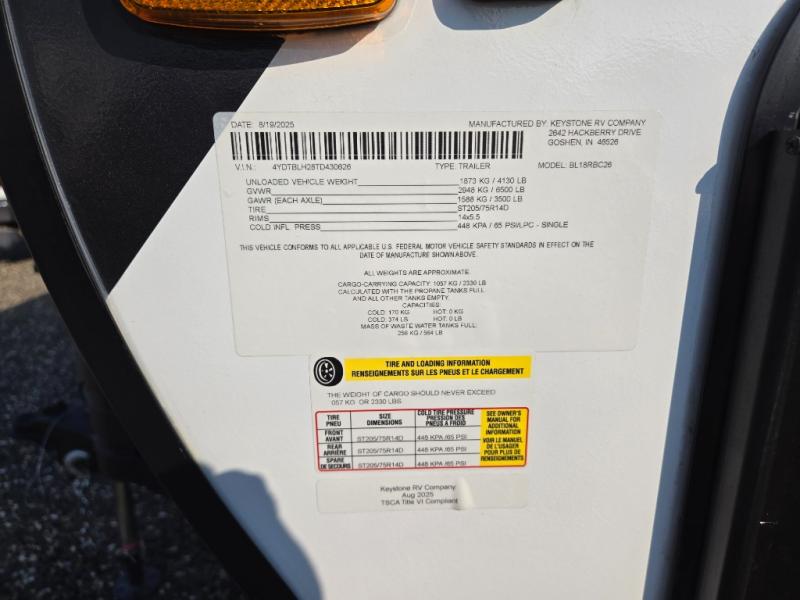 DATE: 8/19/2025 MANUFACTURED BY: KEYSTONE RV COMPANY
2642 HACKBERRY DRIVE
GOSHEN, IN 46526
V.I.N.: 4YDTBLH28TD430626 TYPE: TRAILER MODEL: BL18RBC26
UNLOADED VEHICLE WEIGHT 1873 KG / 4130 LB
GVWR 2948 KG / 6500 LB
GAWR (EACH AXLE) 1588 KG / 3500 LB
TIRE ST205/75R14D
RIMS 14x5.5
COLD INFL. PRESS 448 KPA / 65 PSI/LPC - SINGLE
THIS VEHICLE CONFORMS TO ALL APPLICABLE U.S. FEDERAL MOTOR VEHICLE SAFETY STANDARDS IN EFFECT ON THE
DATE OF MANUFACTURE SHOWN ABOVE.
ALL WEIGHTS ARE APPROXIMATE.
CARGO-CARRYING CAPACITY: 1057 KG / 2330 LB
CALCULATED WITH THE PROPANE TANKS FULL
AND ALL OTHER TANKS EMPTY.
CAPACITIES:
COLD: 170 KG HOT: 0 KG
COLD: 374 LB HOT: 0 LB
MASS OF WASTE WATER TANKS FULL:
256 KG / 564 LB
TIRE AND LOADING INFORMATION
RENSEIGNEMENTS SUR LES PNEUS ET LE CHARGEMENT
THE WEIGHT OF CARGO SHOULD NEVER EXCEED
057 KG OR 2330 LBS
TIRE
PNEU
SIZE
DIMENSIONS
COLD TIRE PRESSURE
PRESSION DES
PNEUS A FROID
SEE OWNER'S
MANUAL FOR
ADDITIONAL
INFORMATION
VOIR LE MANUEL
DE L'USAGER
POUR PLUS DE
RENSEIGNEMENTS
FRONT
AVANT
ST205/75R14D 448 KPA /65 PSI
REAR
ARRIÈRE
ST205/75R14D 448 KPA /65 PSI
SPARE
DE SECOURS
ST205/75R14D 448 KPA /65 PSI
Keystone RV Company
Aug 2025
TSCA Title VI Compliant